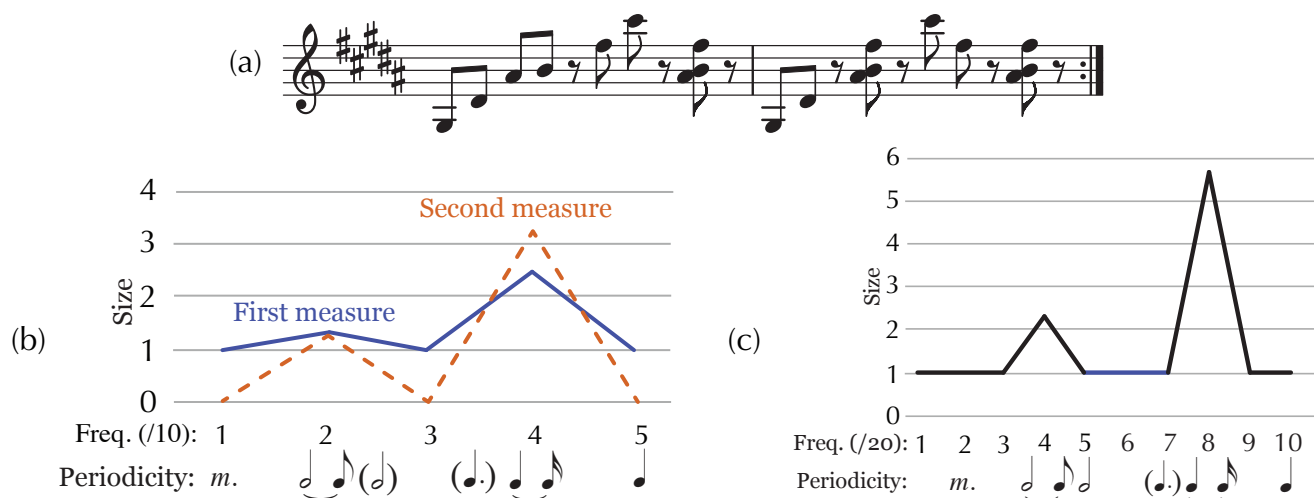 (a)
4
3
2
1
0
Size
Second measure
First measure
(b)
Freq. (/10): 1 2 3 4 5
Periodicity: m.
6
5
4
3
2
1
0
Size
(c)
Freq. (/20): 1 2 3 4 5 6 7 8 9 10
Periodicity: m.